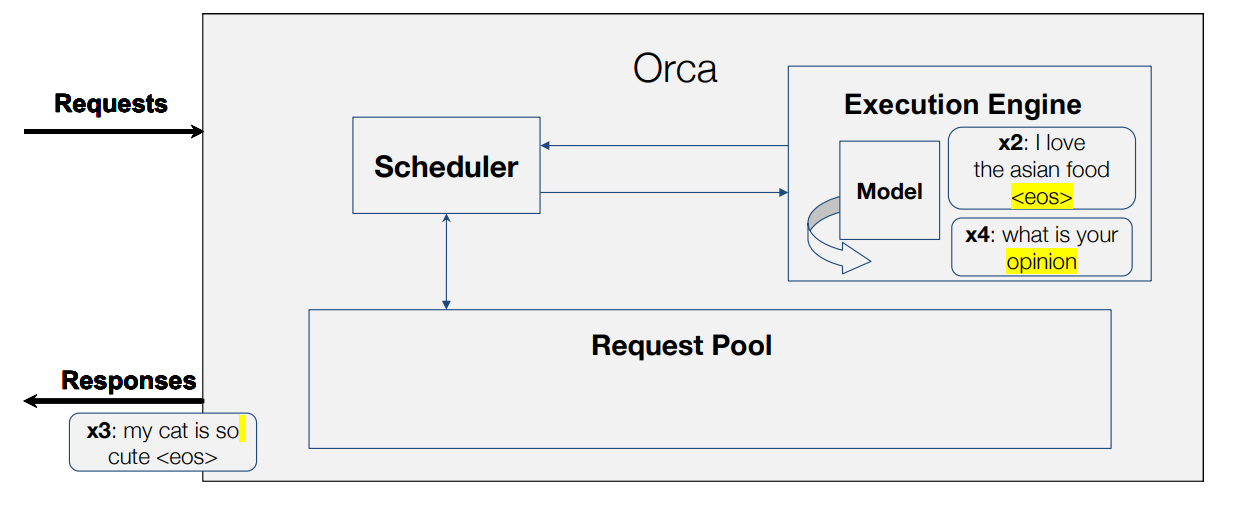 Orca
Requests
Execution Engine
Scheduler
Model
x2: I love
the asian food
<eos>
x4: what is your
opinion
Request Pool
Responses
x3: my cat is so
cute <eos>